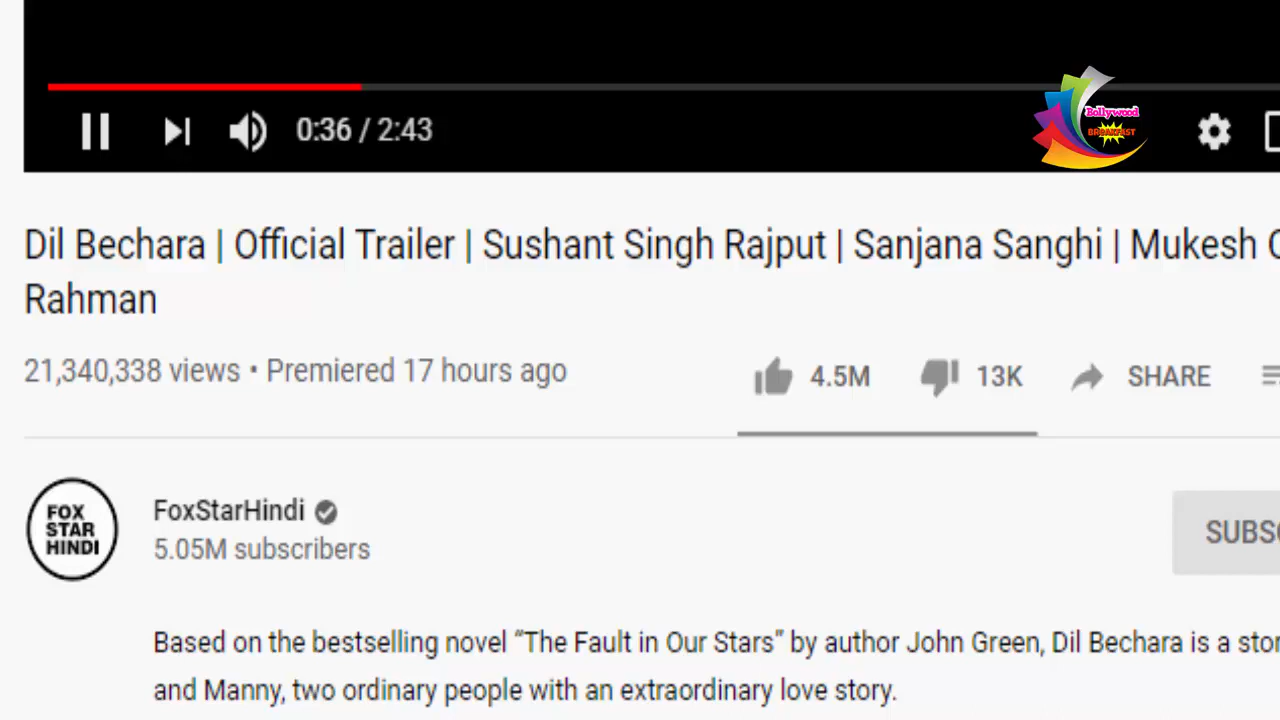 0:36 / 2:43
Bollywood
BREAKFAST
Dil Bechara | Official Trailer | Sushant Singh Rajput | Sanjana Sanghi | Mukesh C
Rahman
21,340,338 views • Premiered 17 hours ago
4.5M 13K SHARE
FOX
STAR
HINDI
FoxStarHindi
5.05M subscribers
SUBSC
Based on the bestselling novel “The Fault in Our Stars” by author John Green, Dil Bechara is a stor
and Manny, two ordinary people with an extraordinary love story.